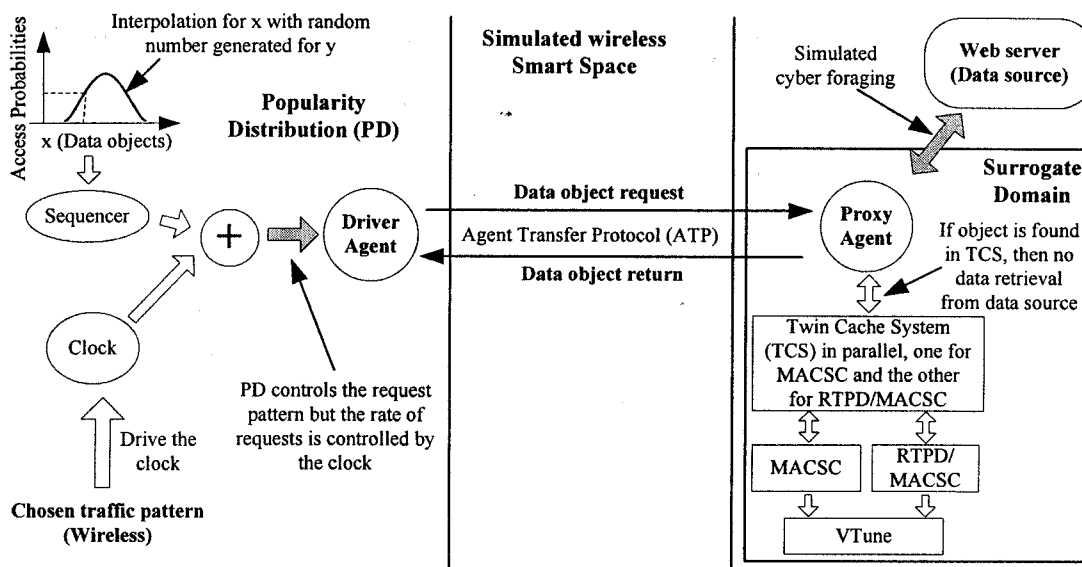 Access Probabilities
Interpolation for x with random
number generated for y
x (Data objects)
Popularity
Distribution (PD)
Sequencer
+
Driver
Agent
Clock
Drive the
clock
Chosen traffic pattern
(Wireless)
PD controls the request
pattern but the rate of
requests is controlled by
the clock
Simulated wireless
Smart Space
Data object request
Agent Transfer Protocol (ATP)
Data object return
Simulated
cyber foraging
Web server
(Data source)
Surrogate
Domain
Proxy
Agent
If object is found
in TCS, then no
data retrieval
from data source
Twin Cache System
(TCS) in parallel, one for
MACSC and the other
for RTPD/MACSC
MACSC
RTPD/
MACSC
VTune